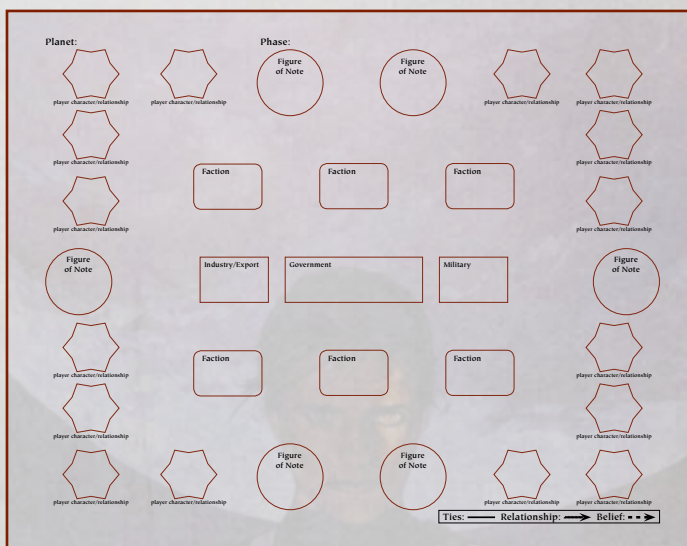 Planet:
Phase:
Figure
of Note
Figure
of Note
player character/relationship
player character/relationship
player character/relationship
player character/relationship
player character/relationship
player character/relationship
Faction
Faction
Faction
player character/relationship
player character/relationship
Figure
of Note
Industry/Export
Government
Military
Figure
of Note
Faction
Faction
Faction
player character/relationship
player character/relationship
player character/relationship
player character/relationship
Figure
of Note
Figure
of Note
player character/relationship
player character/relationship
player character/relationship
player character/relationship
Ties:
Relationship:
Belief: